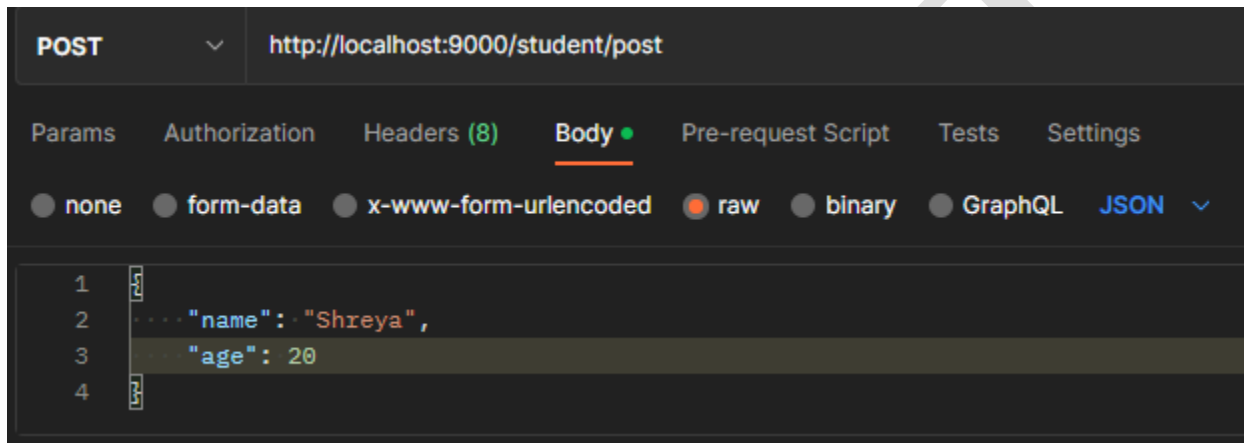 POST http://localhost:9000/student/post
Params Authorization Headers (8) Body Pre-request Script Tests Settings
none form-data x-www-form-urlencoded raw binary GraphQL JSON
1 {
2 "name": "Shreya",
3 "age": 20
4 }